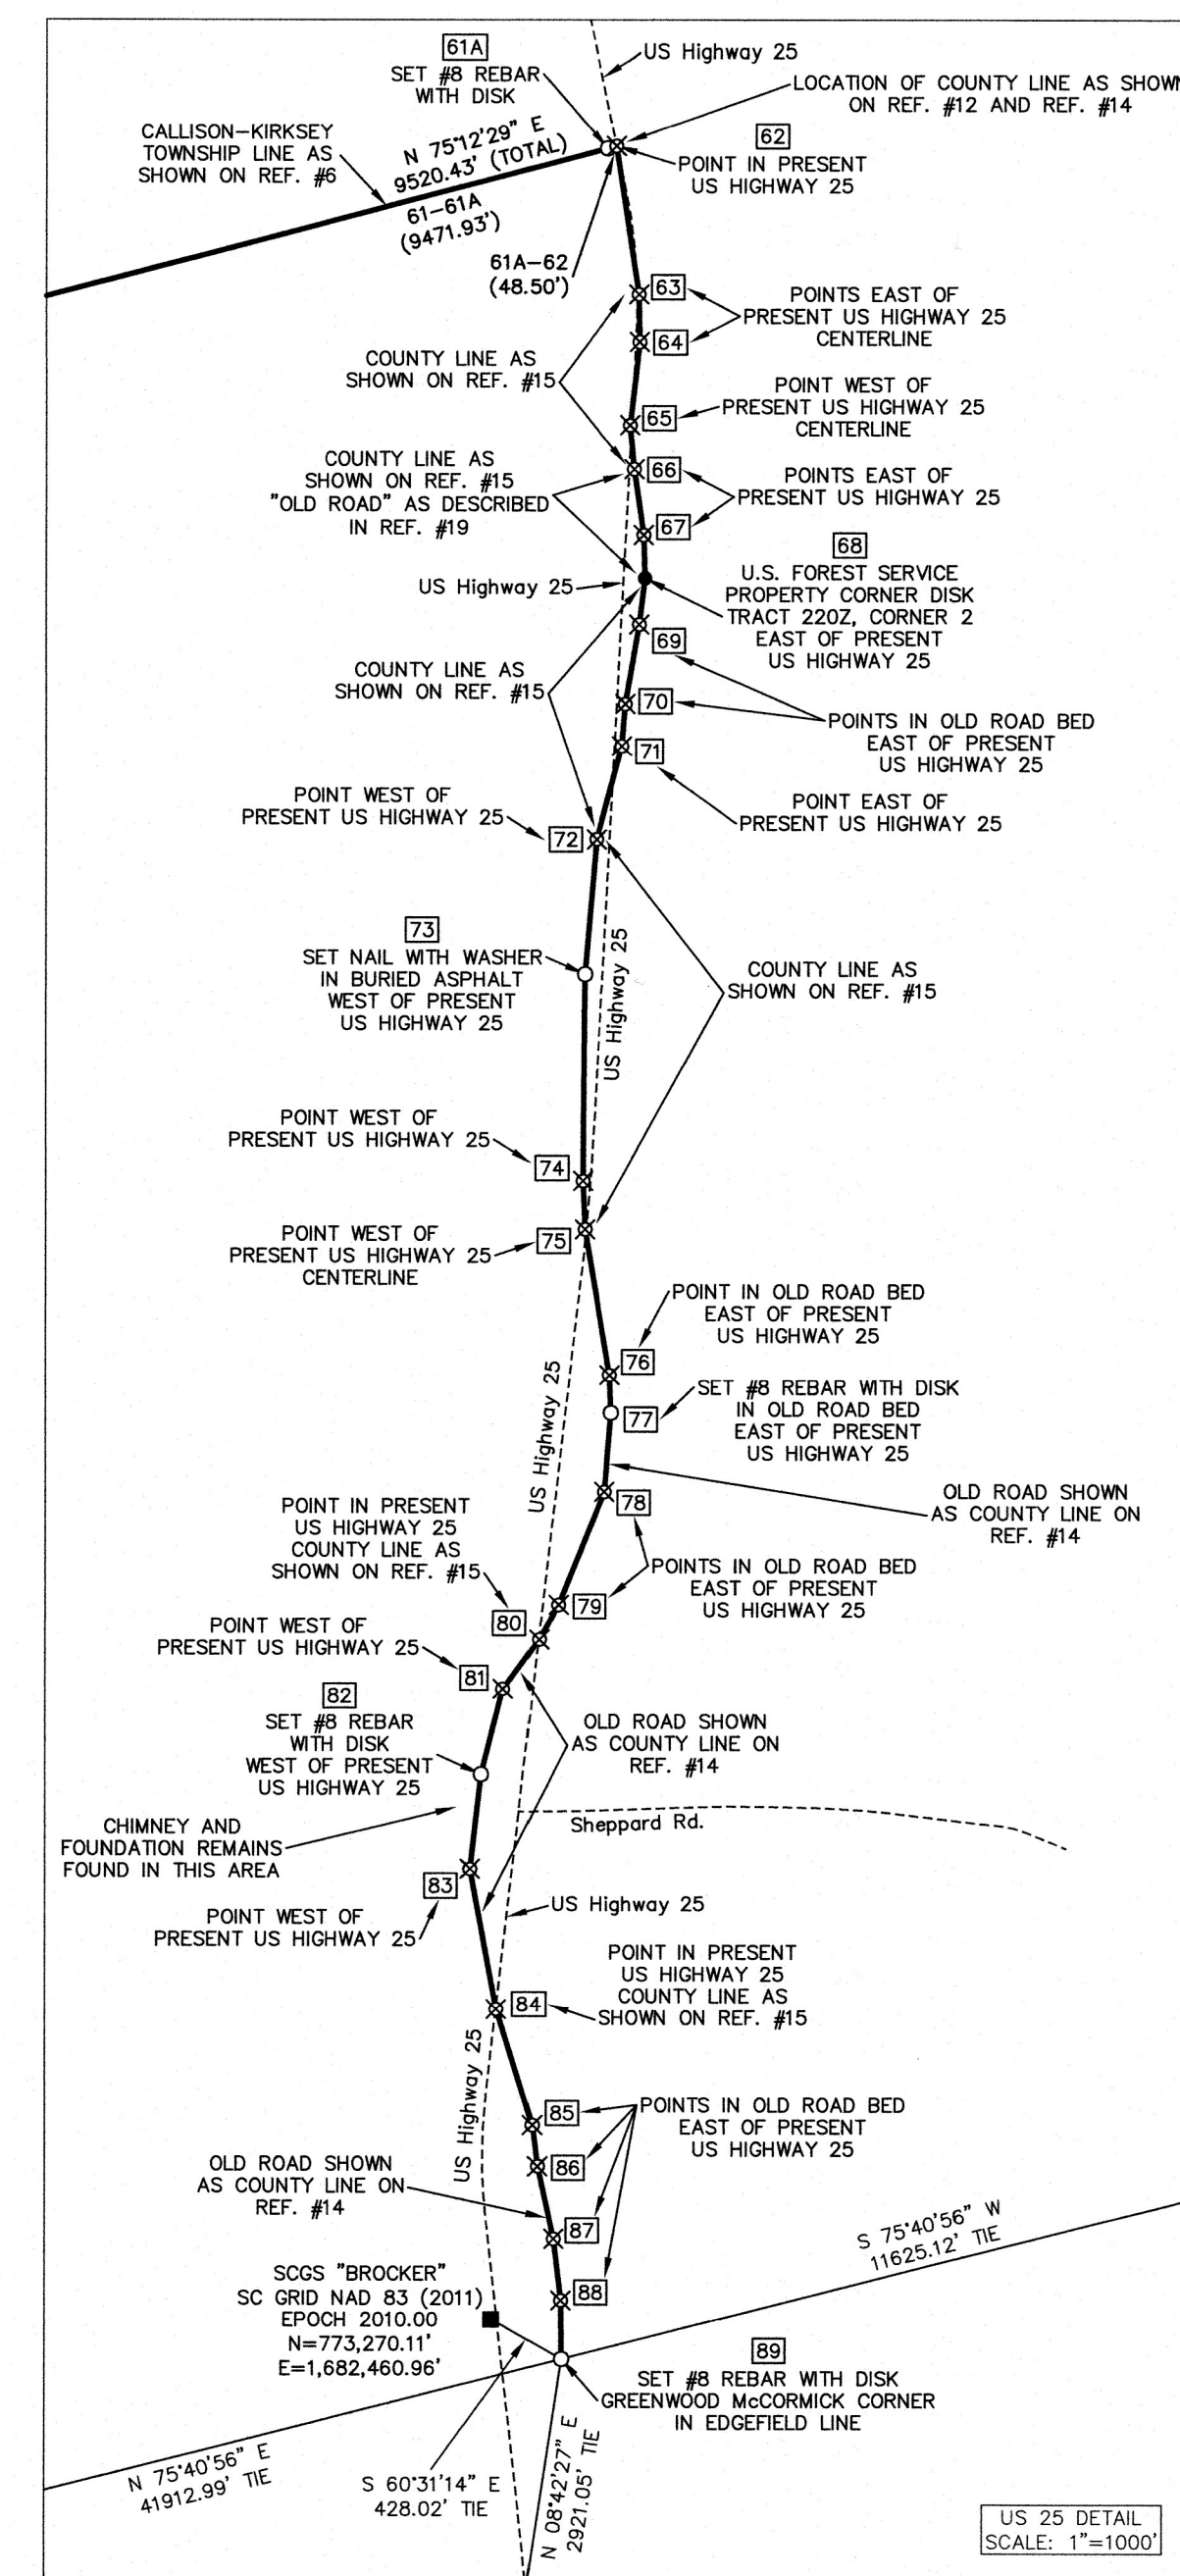 US Highway 25
61A
SET #8 REBAR
WITH DISK
LOCATION OF COUNTY LINE AS SHOWN
ON REF. #12 AND REF. #14
CALLISON-KIRKSEY
TOWNSHIP LINE AS
SHOWN ON REF. #6
N 75°12'29" E
9520.43' (TOTAL)
61-61A
(9471.93')
62
POINT IN PRESENT
US HIGHWAY 25
61A-62
(48.50')
63
POINTS EAST OF
PRESENT US HIGHWAY 25
CENTERLINE
64
COUNTY LINE AS
SHOWN ON REF. #15
65
POINT WEST OF
PRESENT US HIGHWAY 25
CENTERLINE
COUNTY LINE AS
SHOWN ON REF. #15
"OLD ROAD" AS DESCRIBED
IN REF. #19
66
POINTS EAST OF
PRESENT US HIGHWAY 25
67
68
U.S. FOREST SERVICE
PROPERTY CORNER DISK
TRACT 220Z, CORNER 2
EAST OF PRESENT
US HIGHWAY 25
US Highway 25
69
COUNTY LINE AS
SHOWN ON REF. #15
70
POINTS IN OLD ROAD BED
EAST OF PRESENT
US HIGHWAY 25
71
POINT EAST OF
PRESENT US HIGHWAY 25
POINT WEST OF
PRESENT US HIGHWAY 25
72
73
SET NAIL WITH WASHER
IN BURIED ASPHALT
WEST OF PRESENT
US HIGHWAY 25
US Highway 25
COUNTY LINE AS
SHOWN ON REF. #15
POINT WEST OF
PRESENT US HIGHWAY 25
74
POINT WEST OF
PRESENT US HIGHWAY 25
CENTERLINE
75
POINT IN OLD ROAD BED
EAST OF PRESENT
US HIGHWAY 25
76
US Highway 25
77
SET #8 REBAR WITH DISK
IN OLD ROAD BED
EAST OF PRESENT
US HIGHWAY 25
78
OLD ROAD SHOWN
AS COUNTY LINE ON
REF. #14
POINT IN PRESENT
US HIGHWAY 25
COUNTY LINE AS
SHOWN ON REF. #15
POINTS IN OLD ROAD BED
EAST OF PRESENT
US HIGHWAY 25
79
80
POINT WEST OF
PRESENT US HIGHWAY 25
81
82
SET #8 REBAR
WITH DISK
WEST OF PRESENT
US HIGHWAY 25
OLD ROAD SHOWN
AS COUNTY LINE ON
REF. #14
Sheppard Rd.
CHIMNEY AND
FOUNDATION REMAINS
FOUND IN THIS AREA
83
US Highway 25
POINT WEST OF
PRESENT US HIGHWAY 25
POINT IN PRESENT
US HIGHWAY 25
COUNTY LINE AS
SHOWN ON REF. #15
84
US Highway 25
85
POINTS IN OLD ROAD BED
EAST OF PRESENT
US HIGHWAY 25
86
OLD ROAD SHOWN
AS COUNTY LINE ON
REF. #14
87
S 75°40'56" W
11625.12' TIE
88
SCGS "BROCKER"
SC GRID NAD 83 (2011)
EPOCH 2010.00
N=773,270.11'
E=1,682,460.96'
89
SET #8 REBAR WITH DISK
GREENWOOD McCORMICK CORNER
IN EDGEFIELD LINE
N 75°40'56" E
41912.99' TIE
S 60°31'14" E
428.02' TIE
N 08°42'27" E
2921.05' TIE
US 25 DETAIL
SCALE: 1"=1000'